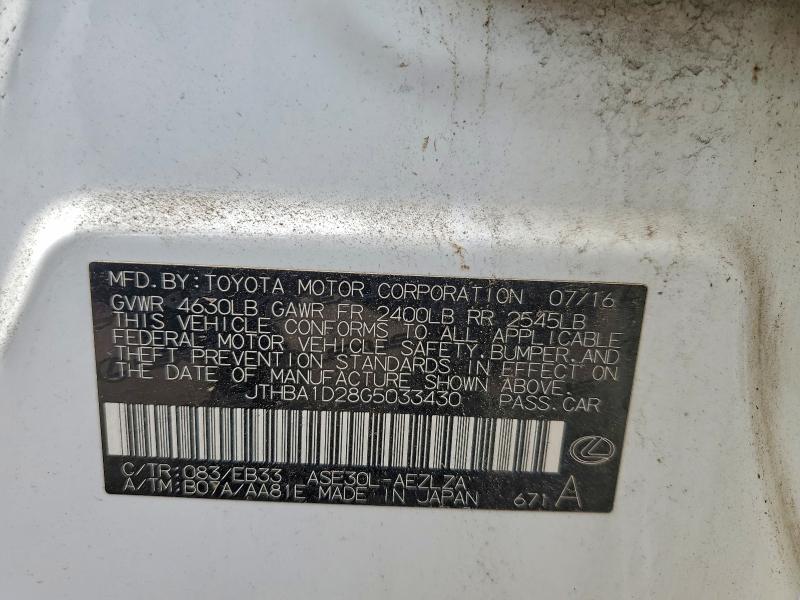 MFD. BY: TOYOTA MOTOR CORPORATION 07/16
GVWR 4630LB GAWR FR 2400LB RR 2545LB
THIS VEHICLE CONFORMS TO ALL APPLICABLE
FEDERAL MOTOR VEHICLE SAFETY, BUMPER, AND
THEFT PREVENTION STANDARDS IN EFFECT ON
THE DATE OF MANUFACTURE SHOWN ABOVE.
JTHBA1D28G5033430 PASS. CAR
C/TR: 083/EB33 ASE30L-AEZLZA
A/TM: B07A/AA81E MADE IN JAPAN 671 A